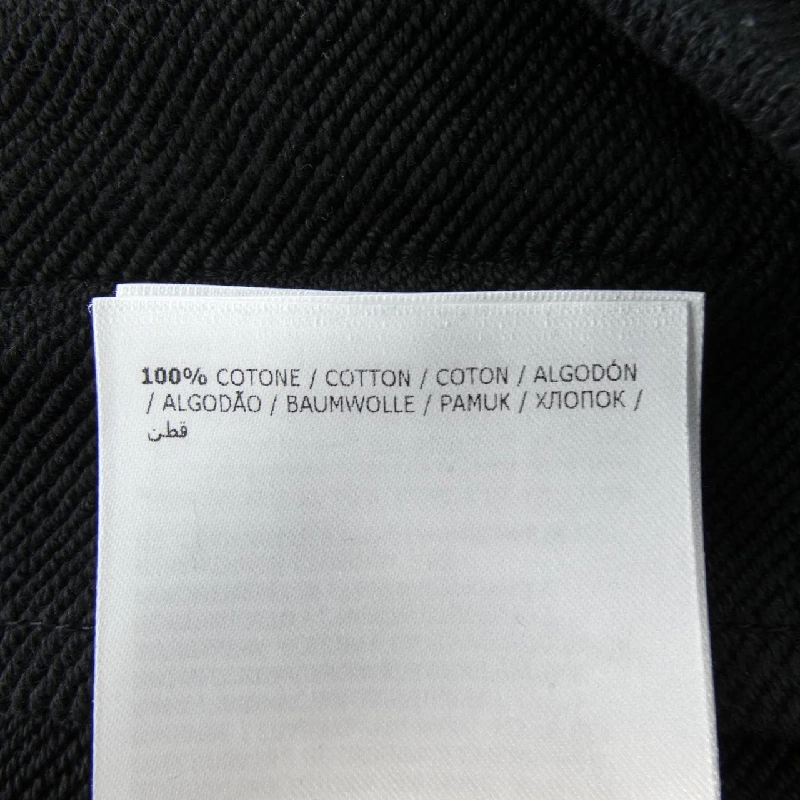 100% COTONE / COTTON / COTON / ALGODÓN
/ ALGODÃO / BAUMWOLLE / PAMUK / ХЛОПОК /
قطن